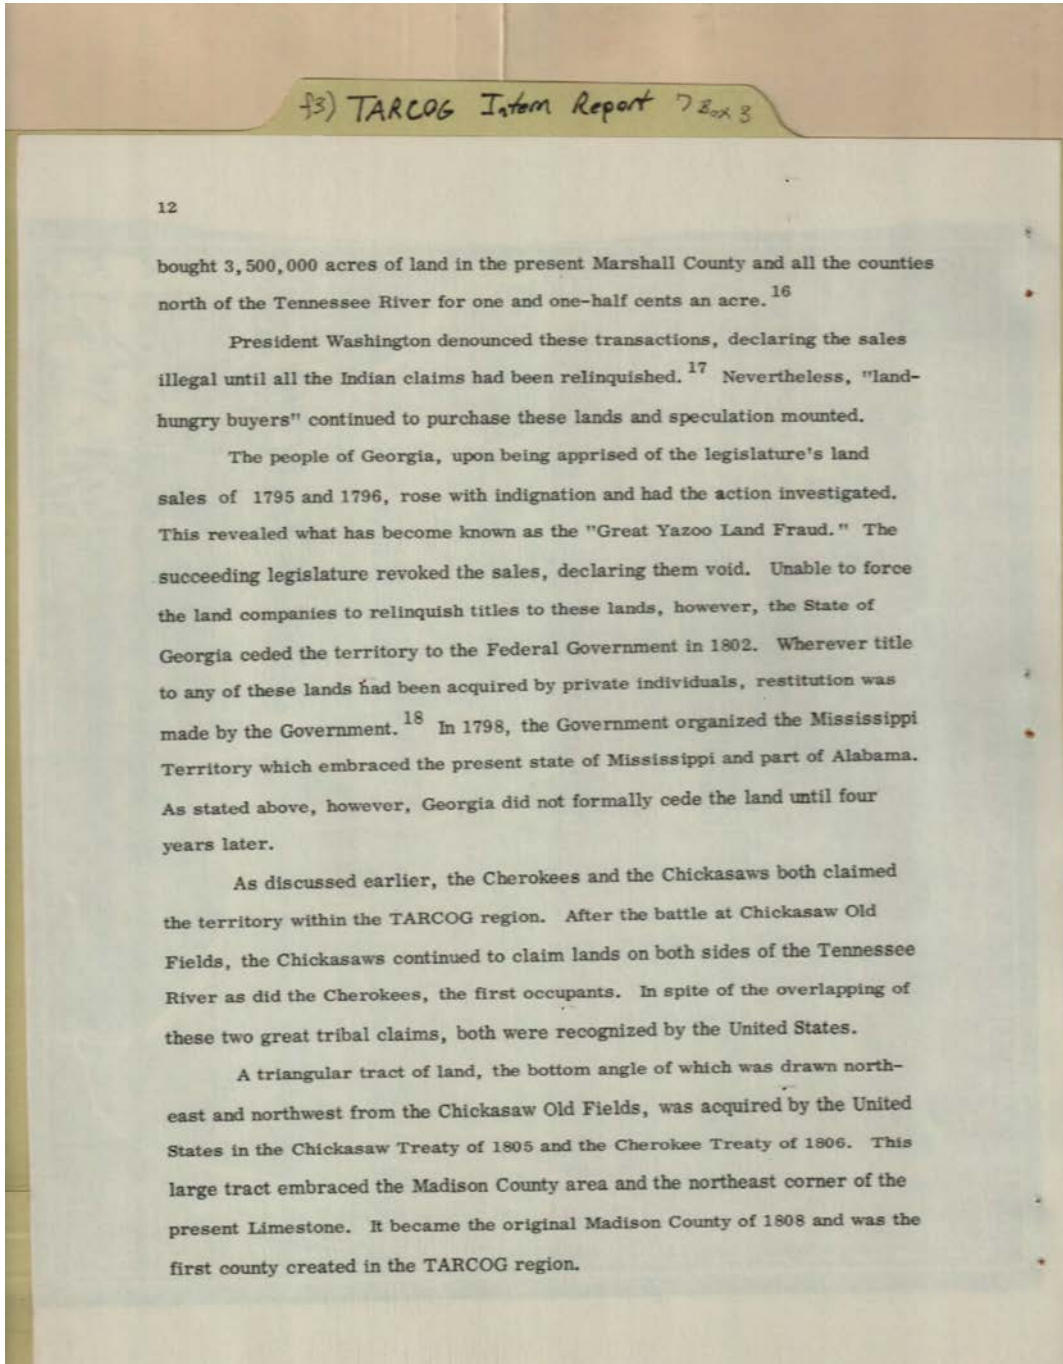 f3) TARCOG Intern Report 7 Box 3
12
bought 3,500,000 acres of land in the present Marshall County and all the counties
north of the Tennessee River for one and one-half cents an acre. 16
President Washington denounced these transactions, declaring the sales
illegal until all the Indian claims had been relinquished. 17 Nevertheless, "land-
hungry buyers" continued to purchase these lands and speculation mounted.
The people of Georgia, upon being apprised of the legislature's land
sales of 1795 and 1796, rose with indignation and had the action investigated.
This revealed what has become known as the "Great Yazoo Land Fraud." The
succeeding legislature revoked the sales, declaring them void. Unable to force
the land companies to relinquish titles to these lands, however, the State of
Georgia ceded the territory to the Federal Government in 1802. Wherever title
to any of these lands had been acquired by private individuals, restitution was
made by the Government. 18 In 1798, the Government organized the Mississippi
Territory which embraced the present state of Mississippi and part of Alabama.
As stated above, however, Georgia did not formally cede the land until four
years later.
As discussed earlier, the Cherokees and the Chickasaws both claimed
the territory within the TARCOG region. After the battle at Chickasaw Old
Fields, the Chickasaws continued to claim lands on both sides of the Tennessee
River as did the Cherokees, the first occupants. In spite of the overlapping of
these two great tribal claims, both were recognized by the United States.
A triangular tract of land, the bottom angle of which was drawn north-
east and northwest from the Chickasaw Old Fields, was acquired by the United
States in the Chickasaw Treaty of 1805 and the Cherokee Treaty of 1806. This
large tract embraced the Madison County area and the northeast corner of the
present Limestone. It became the original Madison County of 1808 and was the
first county created in the TARCOG region.